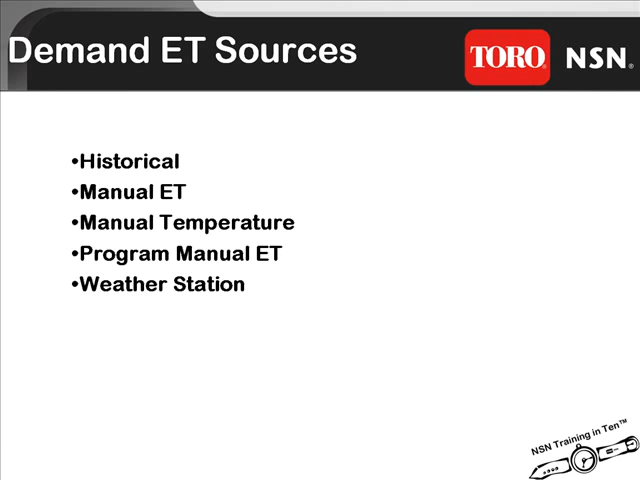 Demand ET Sources
TORO® NSN®
•Historical
•Manual ET
•Manual Temperature
•Program Manual ET
•Weather Station
NSN Training in Ten™